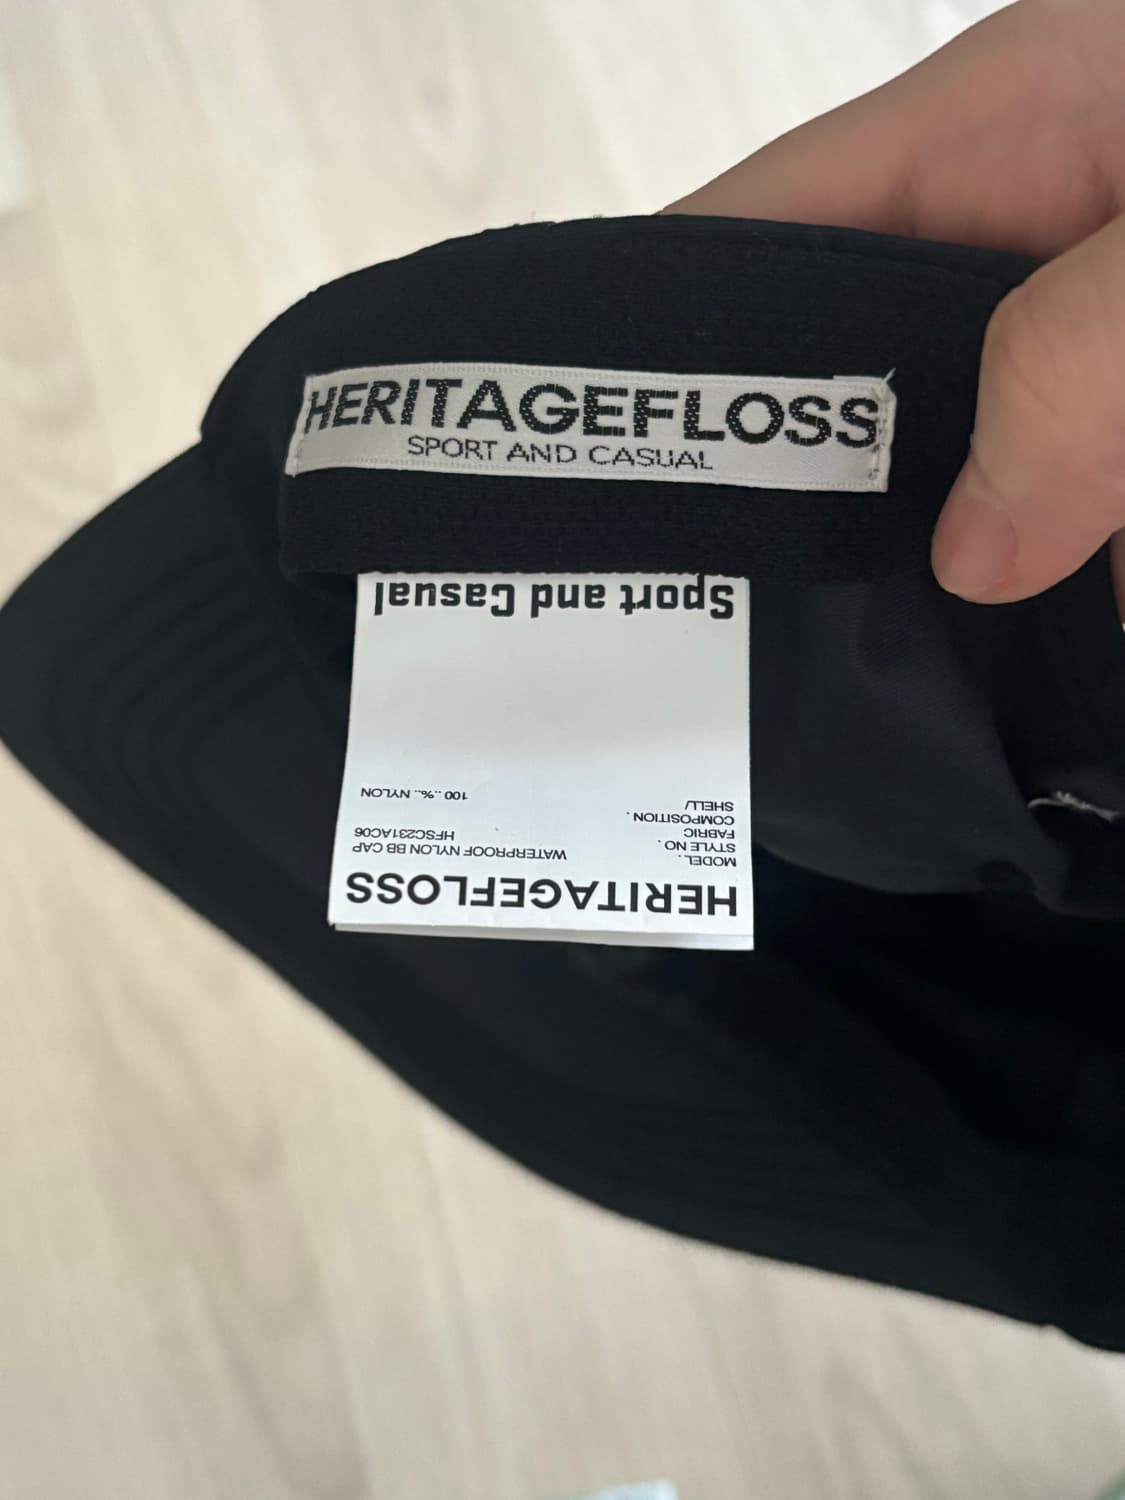 HERITAGEFLOSS
SPORT AND CASUAL
HERITAGEFLOSS
MODEL. WATERPROOF NYLON BB CAP
STYLE NO. HFSC231AC06
FABRIC
COMPOSITION.
SHELL/ 100..%.. NYLON
Sport and Casual